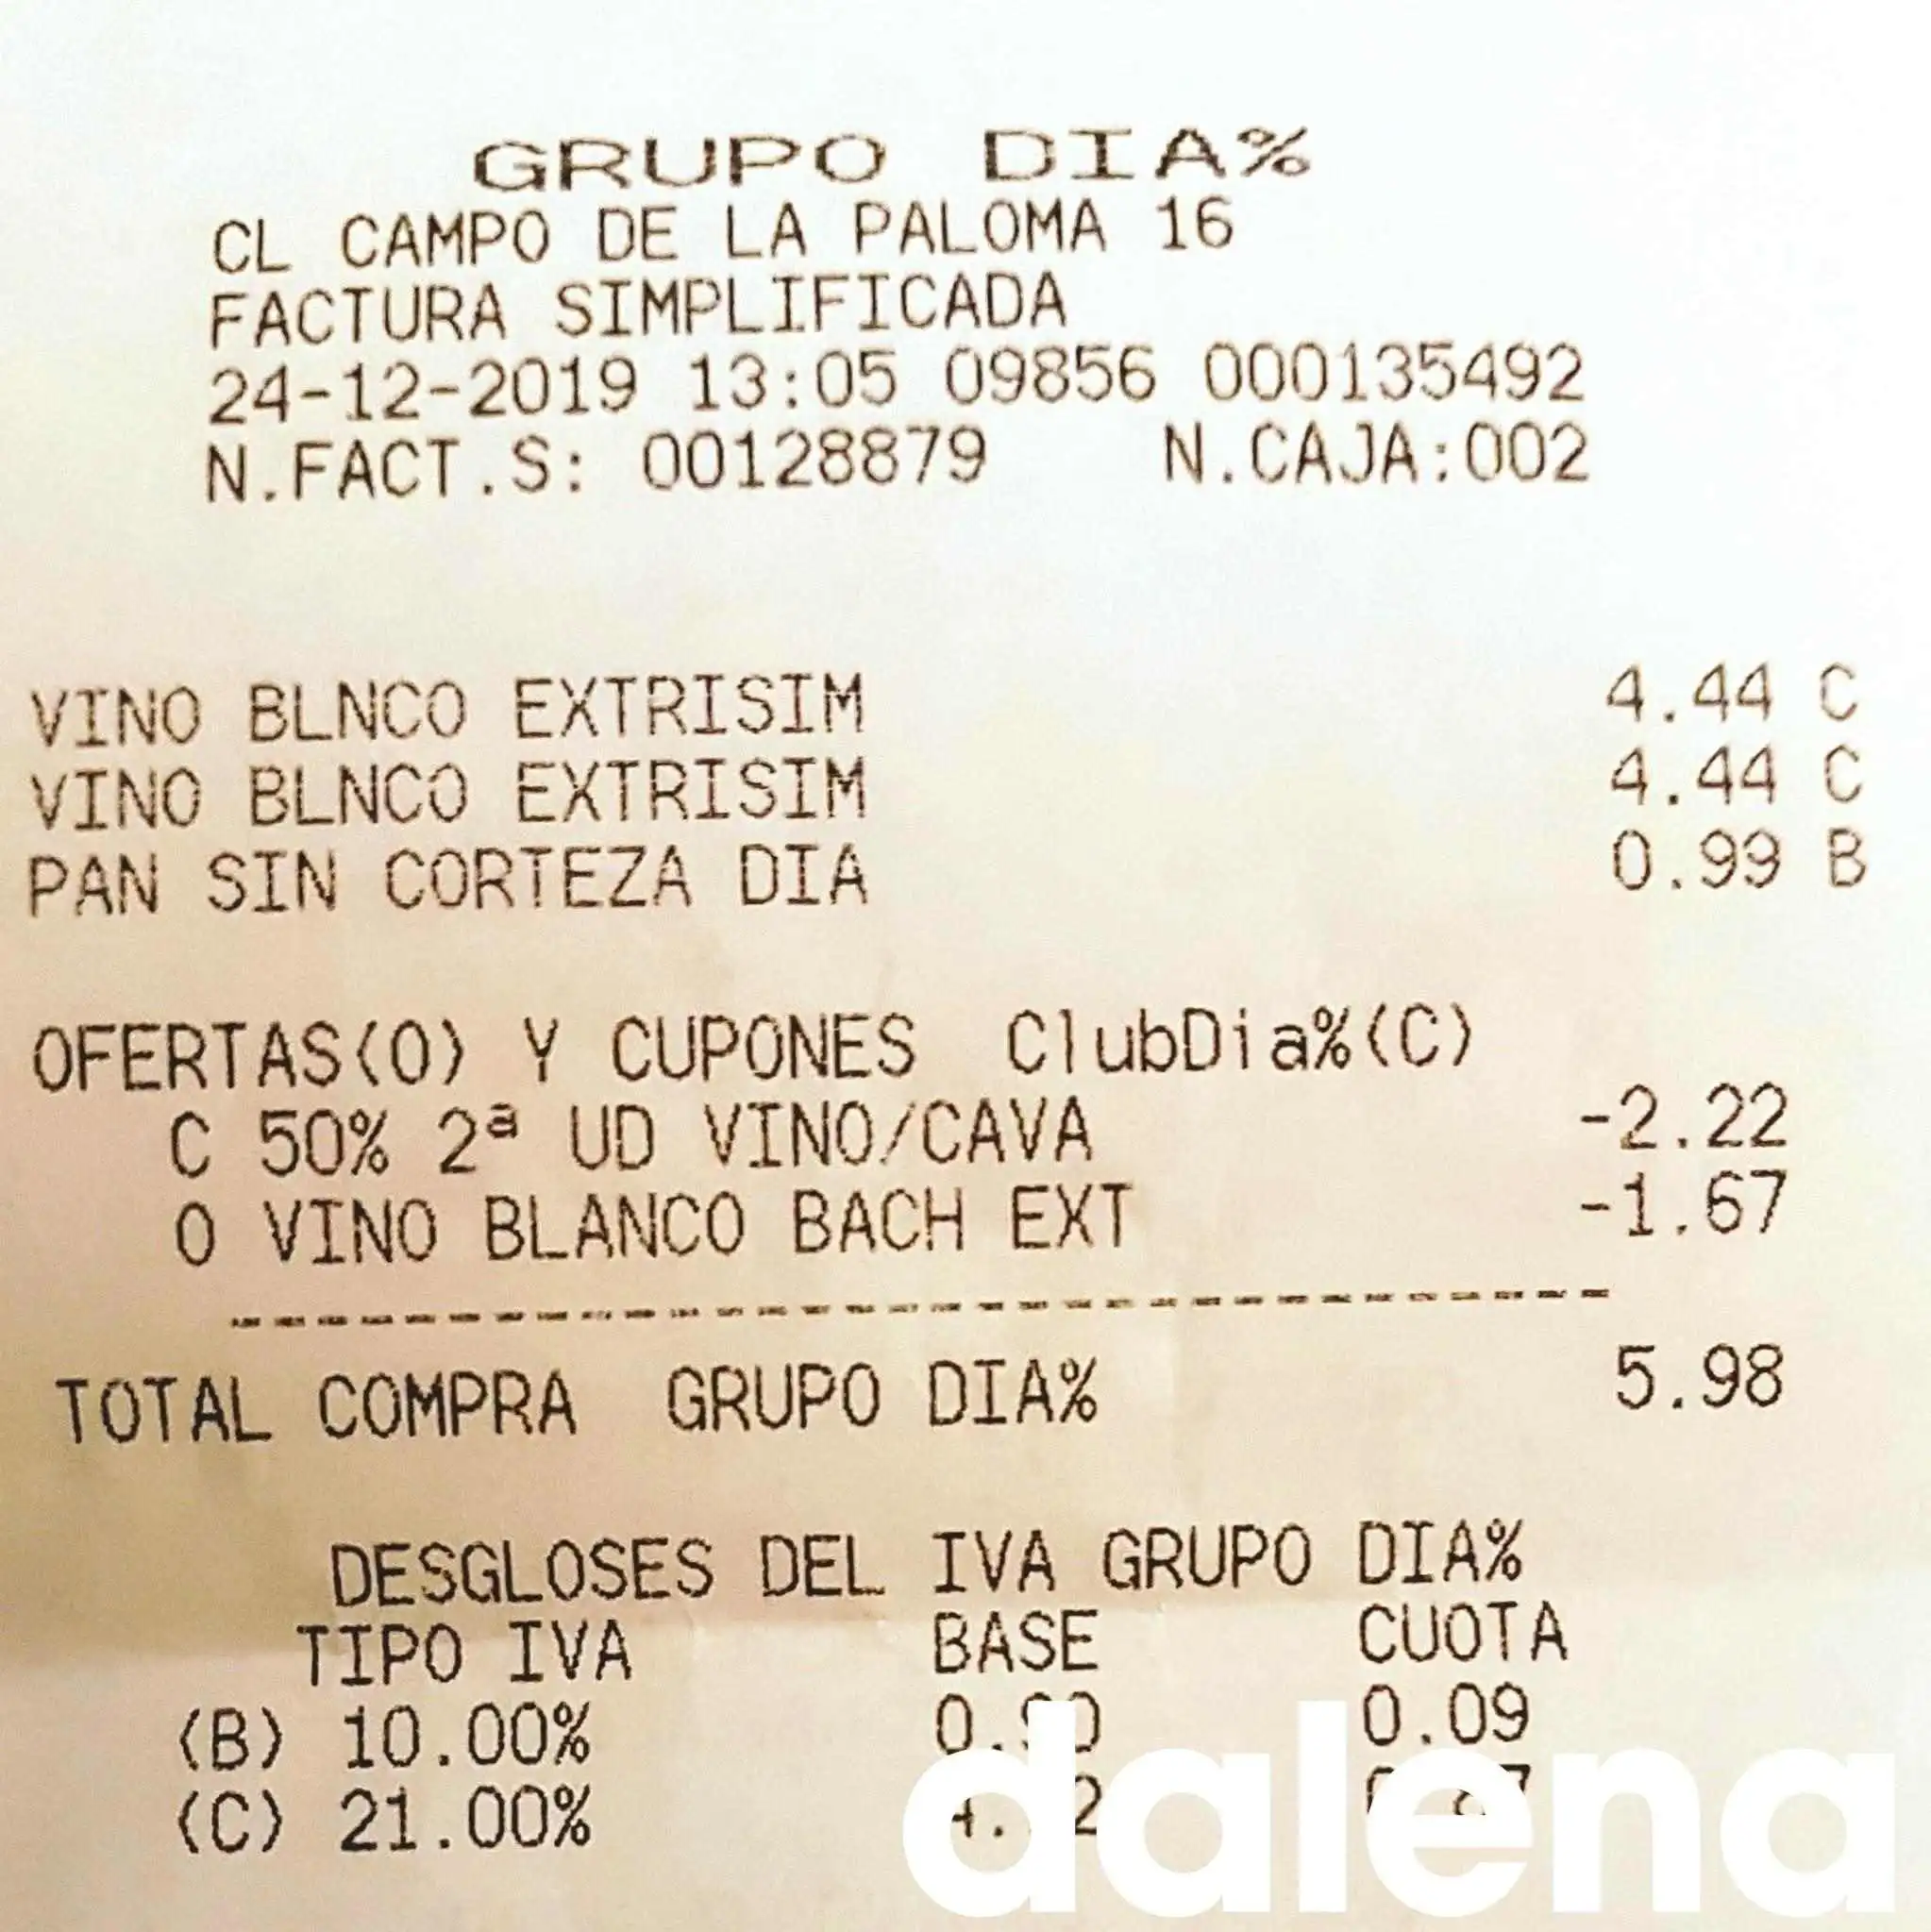 GRUPO DIA%
CL CAMPO DE LA PALOMA 16
FACTURA SIMPLIFICADA
24-12-2019 13:05 09856 000135492
N.FACT.S: 00128879 N.CAJA:002
VINO BLNCO EXTRISIM 4.44 C
VINO BLNCO EXTRISIM 4.44 C
PAN SIN CORTEZA DIA 0.99 B
OFERTAS(O) Y CUPONES ClubDia%(C)
C 50% 2ª UD VINO/CAVA -2.22
O VINO BLANCO BACH EXT -1.67
TOTAL COMPRA GRUPO DIA% 5.98
DESGLOSES DEL IVA GRUPO DIA%
TIPO IVA BASE CUOTA
(B) 10.00% 0.90 0.09
(C) 21.00%
dalena